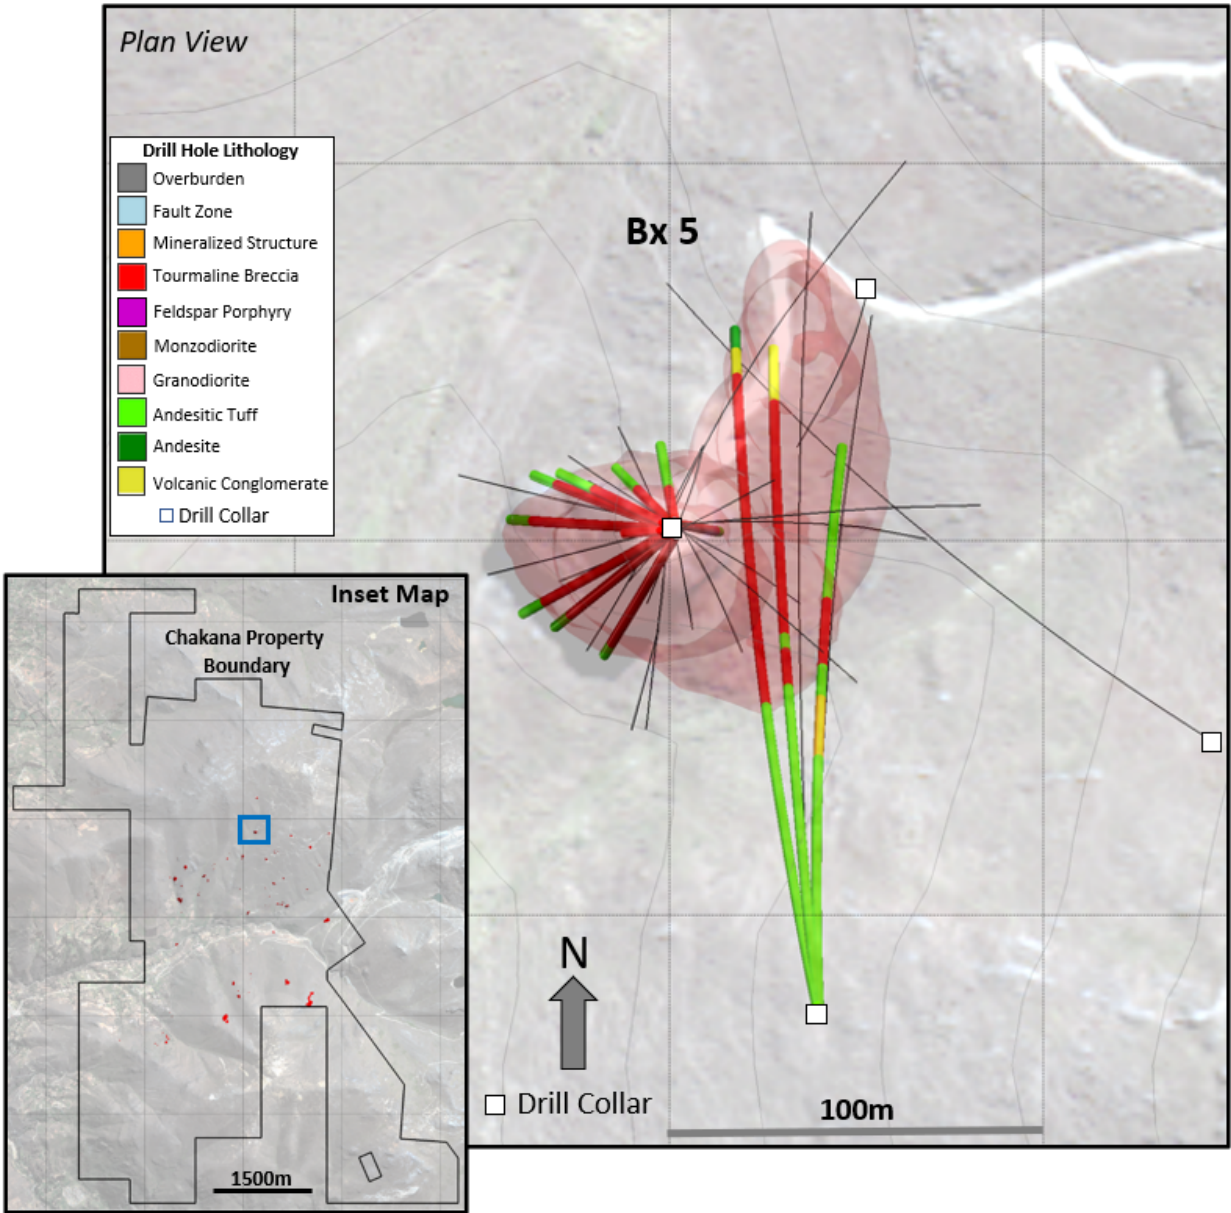 Plan View
Drill Hole Lithology
Overburden
Fault Zone
Mineralized Structure
Tourmaline Breccia
Feldspar Porphyry
Monzodiorite
Granodiorite
Andesitic Tuff
Andesite
Volcanic Conglomerate
Drill Collar
Bx 5
Inset Map
Chakana Property
Boundary
1500m
N
Drill Collar
100m